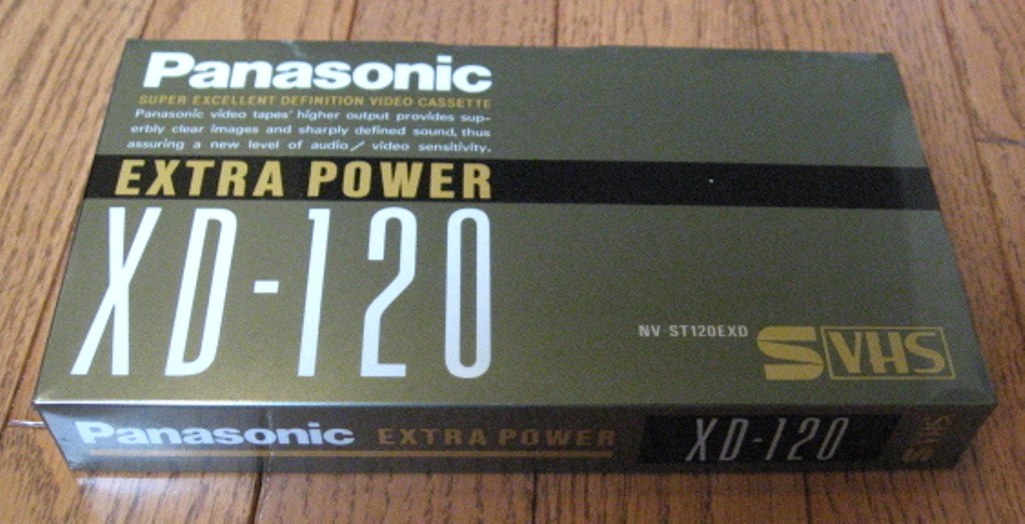 Panasonic
SUPER EXCELLENT DEFINITION VIDEO CASSETTE
Panasonic video tapes' higher output provides sup-
erbly clear images and sharply defined sound, thus
assuring a new level of audio/video sensitivity.
EXTRA POWER
XD-120
NV-ST120EXD
S VHS
Panasonic EXTRA POWER XD-120 S VHS